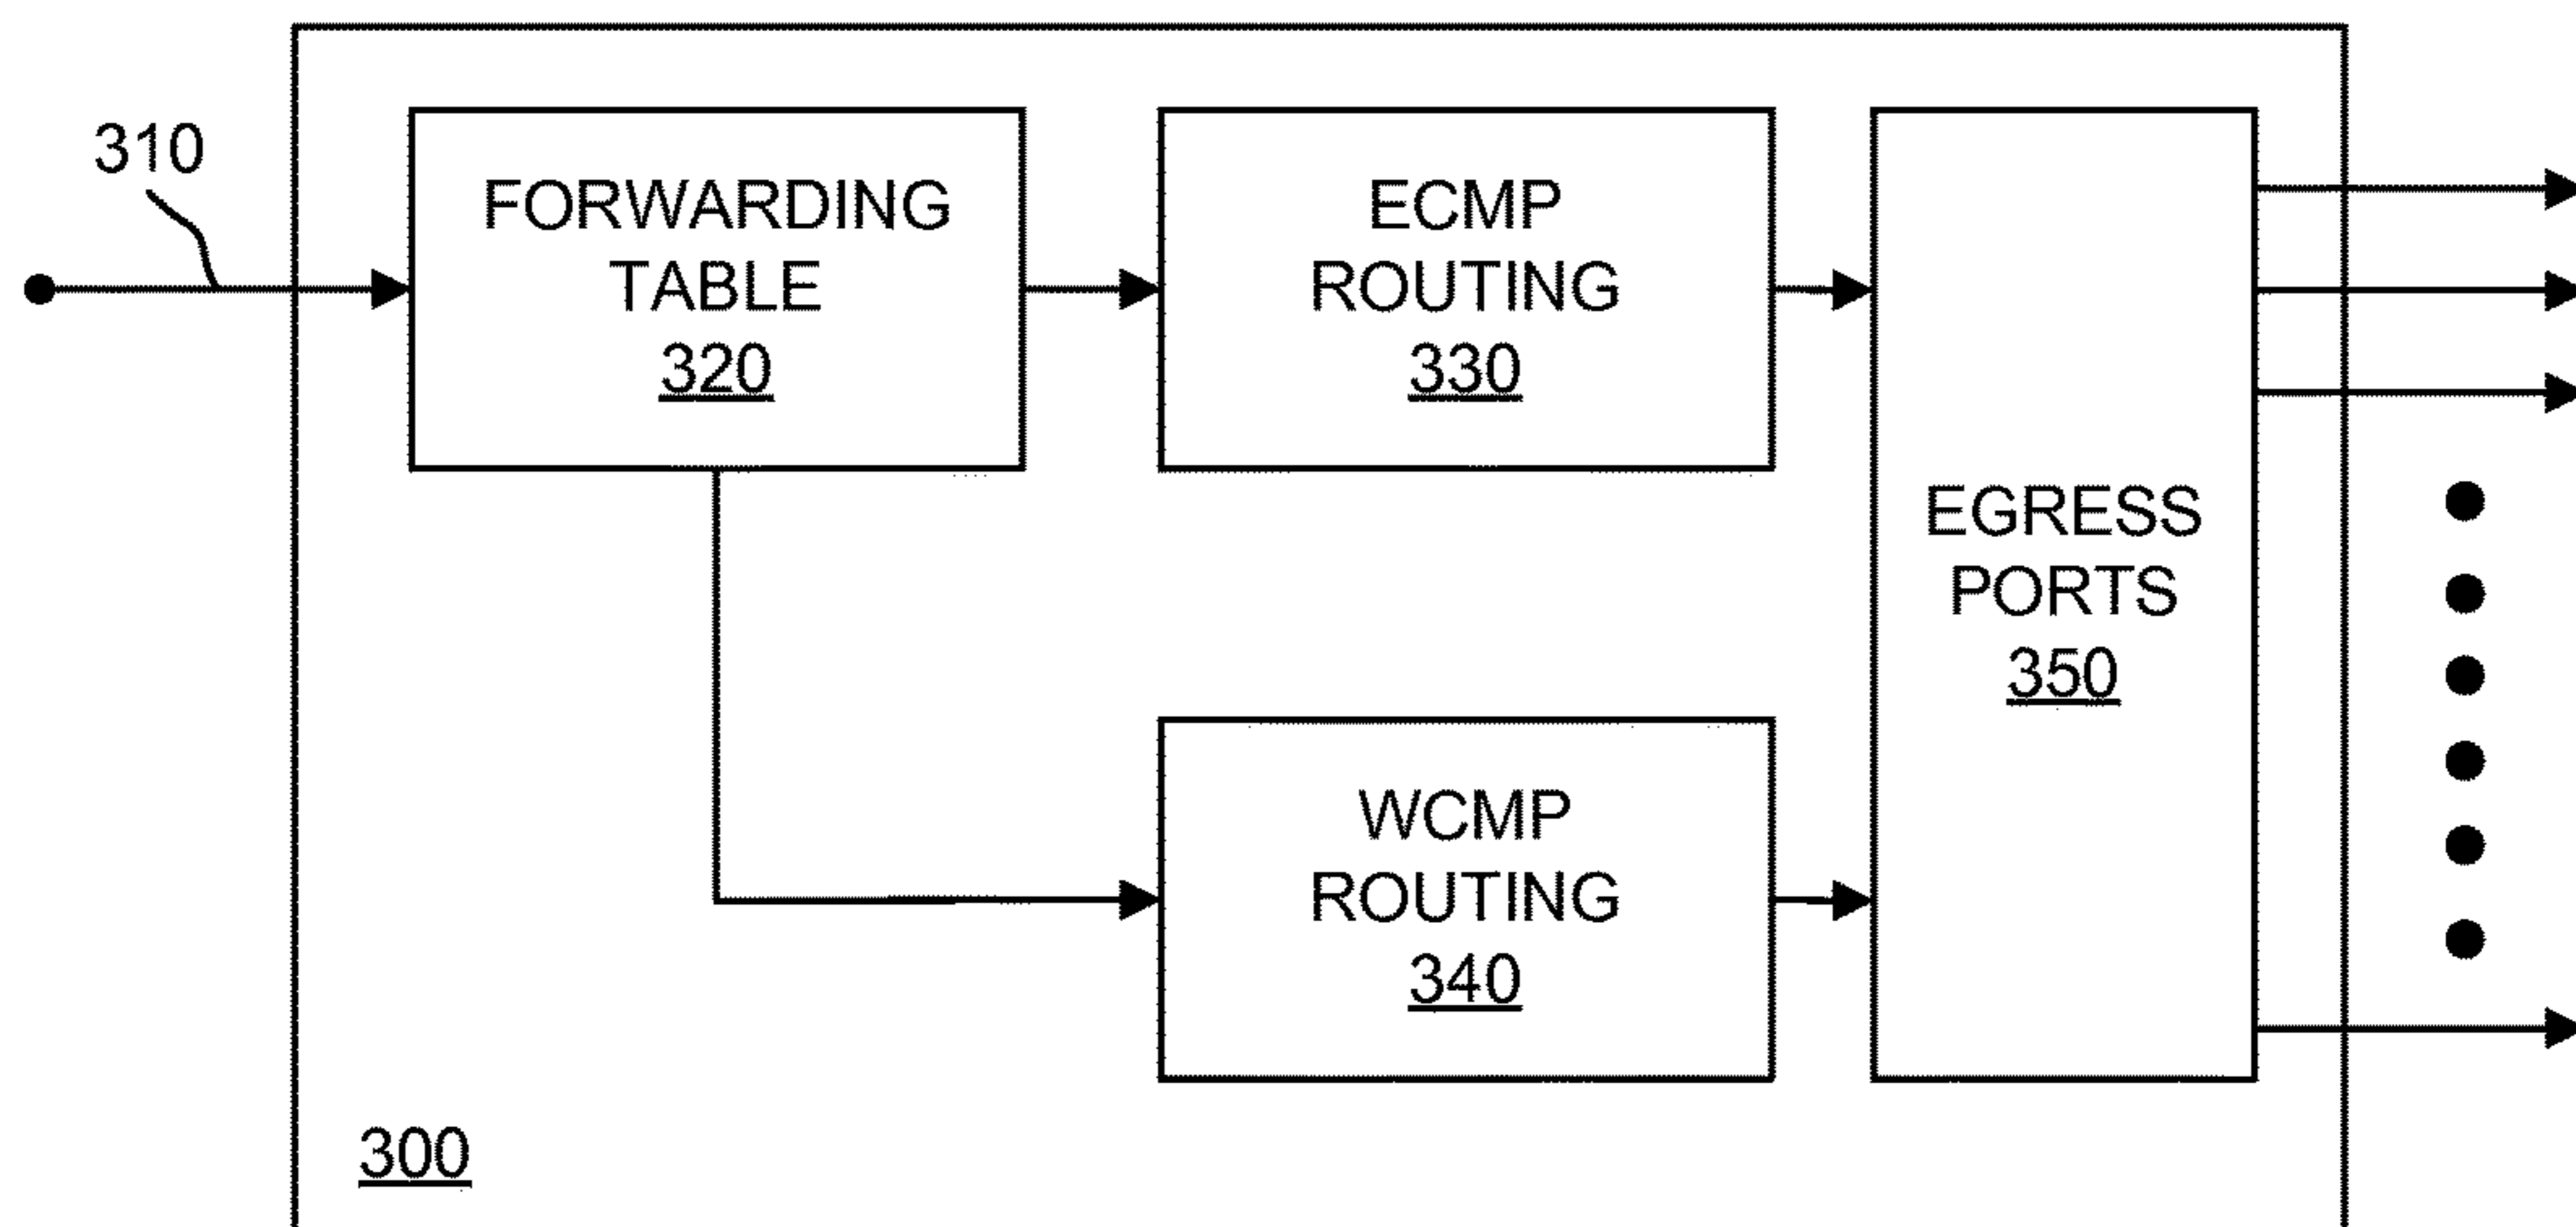 310
FORWARDING
TABLE
320
ECMP
ROUTING
330
EGRESS
PORTS
350
WCMP
ROUTING
340
300